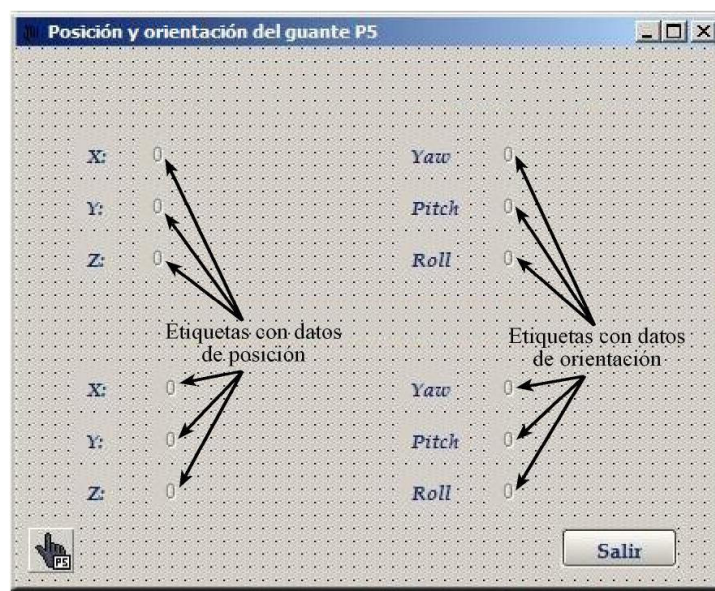 Posición y orientación del guante P5
X: 0 Yaw 0
Y: 0 Pitch 0
Z: 0 Roll 0
Etiquetas con datos
de posición
Etiquetas con datos
de orientación
X: 0 Yaw 0
Y: 0 Pitch 0
Z: 0 Roll 0
P5
Salir